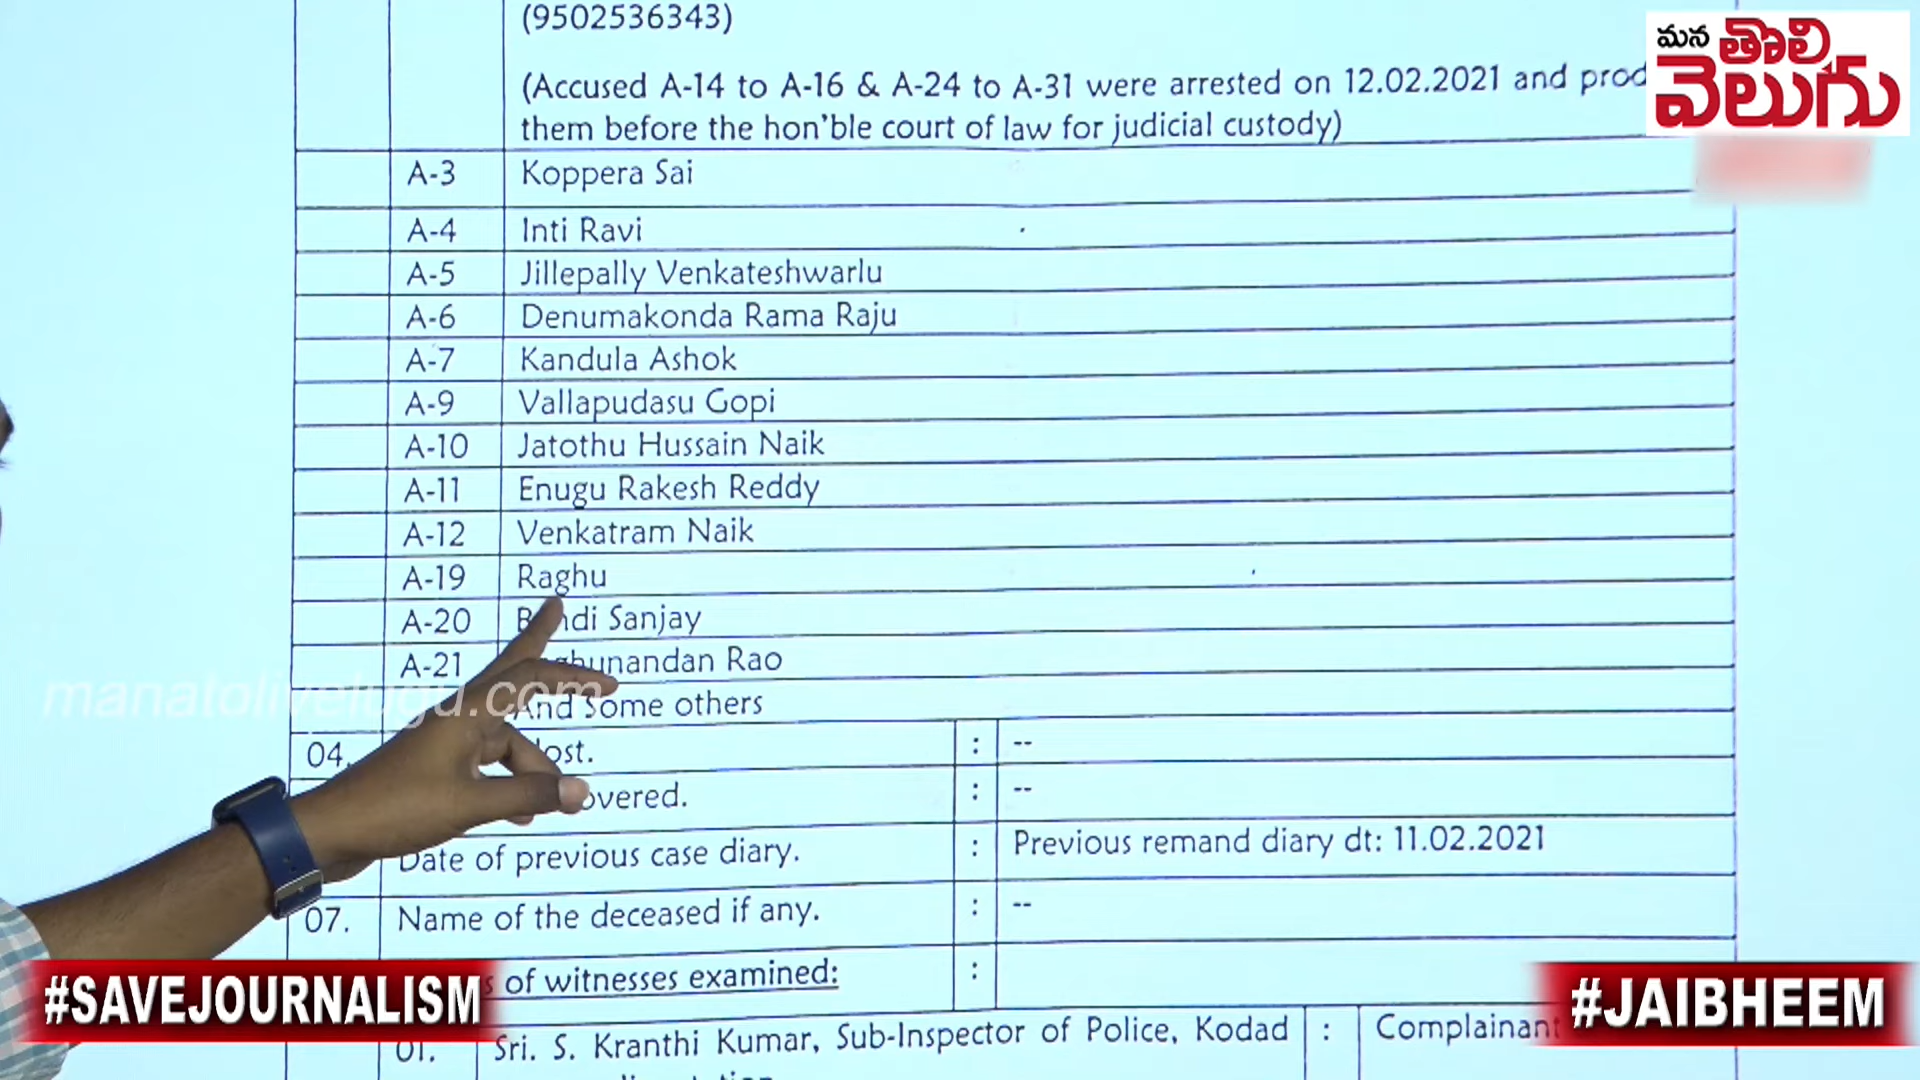 (9502536343)
(Accused A-14 to A-16 & A-24 to A-31 were arrested on 12.02.2021 and
them before the hon'ble court of law for judicial custody)
A-3 Koppera Sai
A-4 Inti Ravi
A-5 Jillepally Venkateshwarlu
A-6 Denumakonda Rama Raju
A-7 Kandula Ashok
A-9 Vallapudasu Gopi
A-10 Jatothu Hussain Naik
A-11 Enugu Rakesh Reddy
A-12 Venkatram Naik
A-19 Raghu
A-20 Sanjay
A-21 Rao
And Some others
04. : --
: --
Date of previous case diary. : Previous remand diary dt: 11.02.2021
07. Name of the deceased if any. : --
of witnesses examined: :
01. Sri. S. Kranthi Kumar, Sub-Inspector of Police, Kodad : Complainant
మన
తొలి
వెలుగు
manatolivelugu.com
#SAVEJOURNALISM
#JAIBHEEM